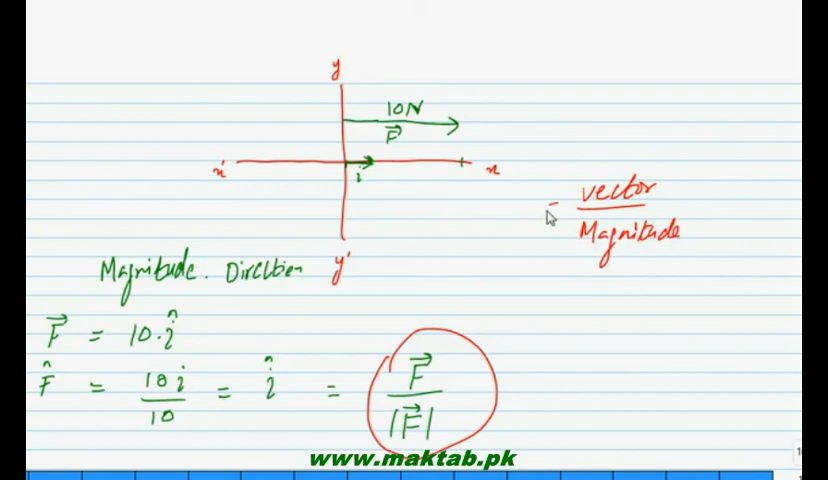 y
10N
F⃗
x' i x
vector
= Magnitude
Magnitude . Direction
y'
F⃗ = 10.î
F̂ = 10i / 10 = î = F⃗ / |F⃗|
www.maktab.pk